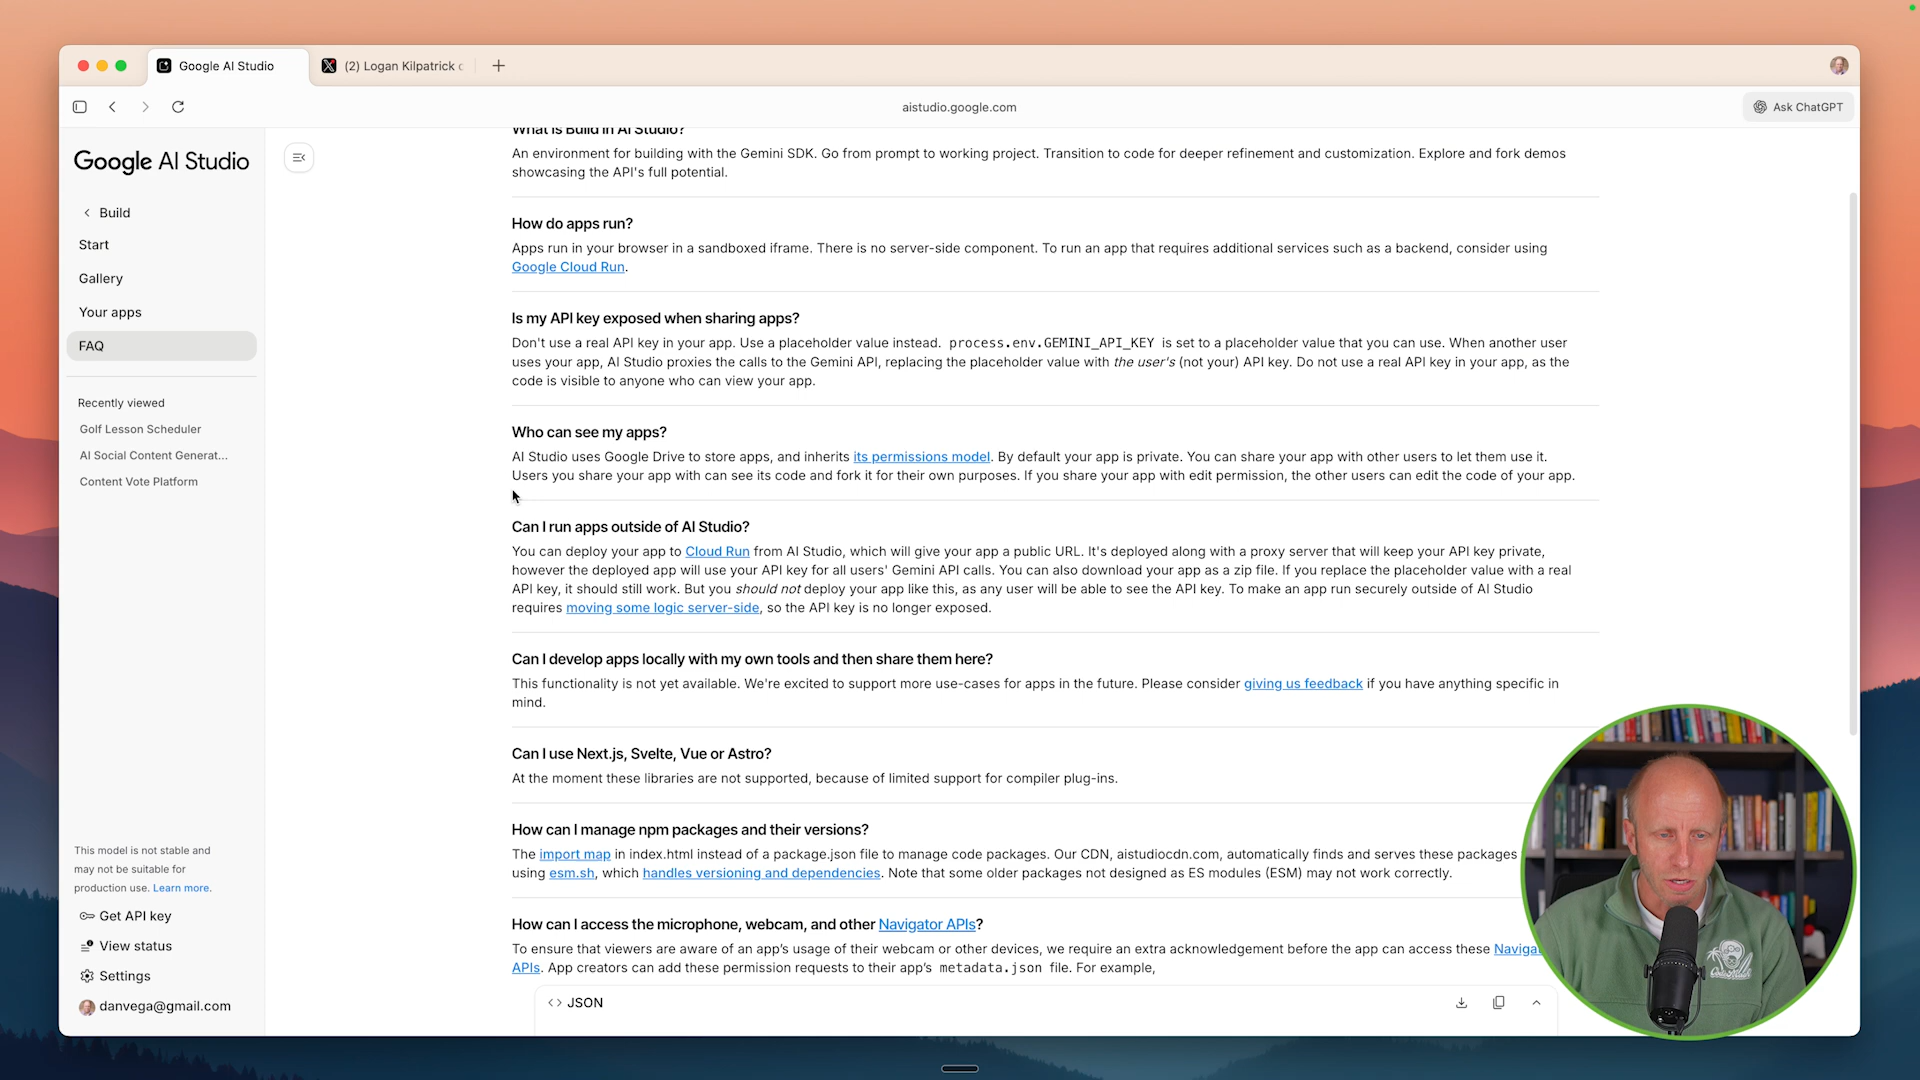 Google AI Studio
(2) Logan Kilpatrick
aistudio.google.com
Ask ChatGPT
Google AI Studio
Build
Start
Gallery
Your apps
FAQ
Recently viewed
Golf Lesson Scheduler
AI Social Content Generat...
Content Vote Platform
This model is not stable and
may not be suitable for
production use. Learn more.
Get API key
View status
Settings
danvega@gmail.com
What is Build in AI Studio?
An environment for building with the Gemini SDK. Go from prompt to working project. Transition to code for deeper refinement and customization. Explore and fork demos
showcasing the API's full potential.
How do apps run?
Apps run in your browser in a sandboxed iframe. There is no server-side component. To run an app that requires additional services such as a backend, consider using
Google Cloud Run.
Is my API key exposed when sharing apps?
Don't use a real API key in your app. Use a placeholder value instead. process.env.GEMINI_API_KEY is set to a placeholder value that you can use. When another user
uses your app, AI Studio proxies the calls to the Gemini API, replacing the placeholder value with the user's (not your) API key. Do not use a real API key in your app, as the
code is visible to anyone who can view your app.
Who can see my apps?
AI Studio uses Google Drive to store apps, and inherits its permissions model. By default your app is private. You can share your app with other users to let them use it.
Users you share your app with can see its code and fork it for their own purposes. If you share your app with edit permission, the other users can edit the code of your app.
Can I run apps outside of AI Studio?
You can deploy your app to Cloud Run from AI Studio, which will give your app a public URL. It's deployed along with a proxy server that will keep your API key private,
however the deployed app will use your API key for all users' Gemini API calls. You can also download your app as a zip file. If you replace the placeholder value with a real
API key, it should still work. But you should not deploy your app like this, as any user will be able to see the API key. To make an app run securely outside of AI Studio
requires moving some logic server-side, so the API key is no longer exposed.
Can I develop apps locally with my own tools and then share them here?
This functionality is not yet available. We're excited to support more use-cases for apps in the future. Please consider giving us feedback if you have anything specific in
mind.
Can I use Next.js, Svelte, Vue or Astro?
At the moment these libraries are not supported, because of limited support for compiler plug-ins.
How can I manage npm packages and their versions?
The import map in index.html instead of a package.json file to manage code packages. Our CDN, aistudiocdn.com, automatically finds and serves these packages
using esm.sh, which handles versioning and dependencies. Note that some older packages not designed as ES modules (ESM) may not work correctly.
How can I access the microphone, webcam, and other Navigator APIs?
To ensure that viewers are aware of an app's usage of their webcam or other devices, we require an extra acknowledgement before the app can access these
APIs. App creators can add these permission requests to their app's metadata.json file. For example,
JSON